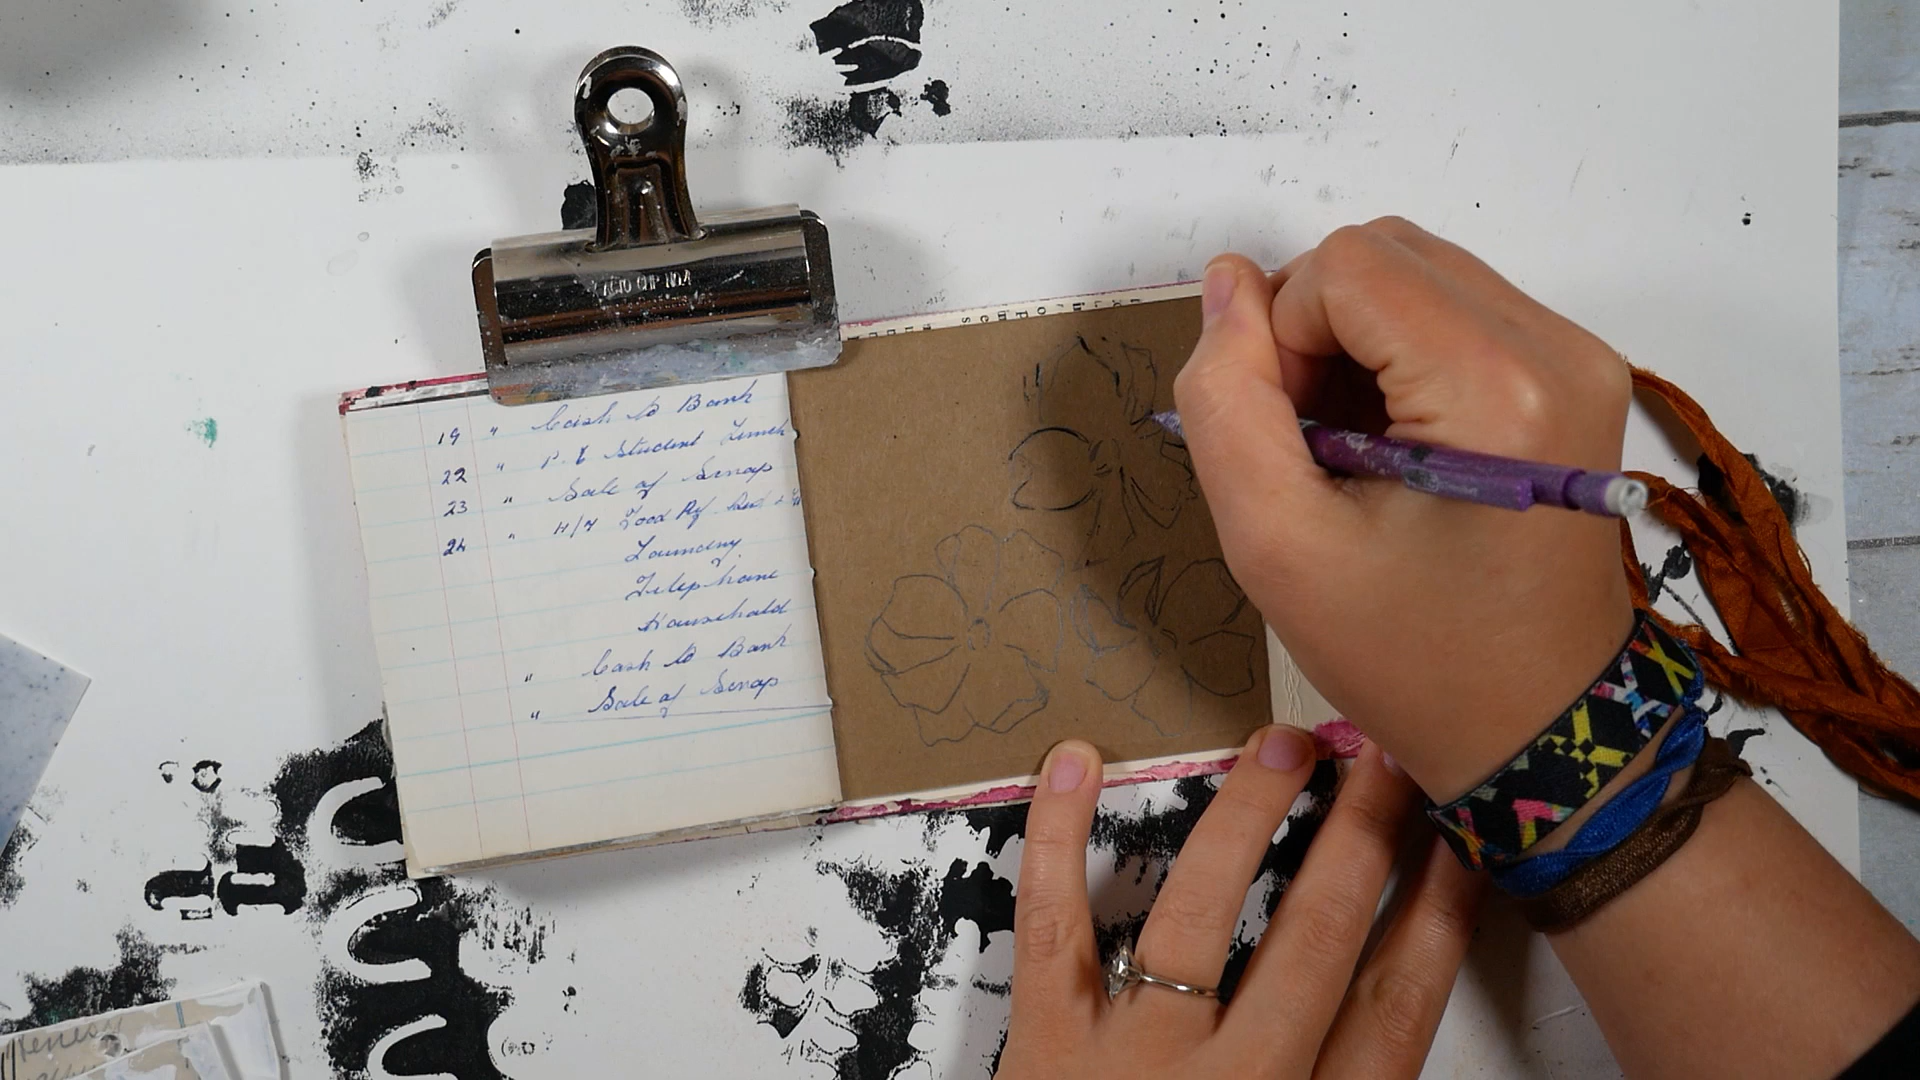 19 " Cash to Bank
22 " P.X Student Lunch
23 " Sale of Scrap
24 " H/7 Food
Laundry
Telephone
Household
" Cash to Bank
" Sale of Scrap